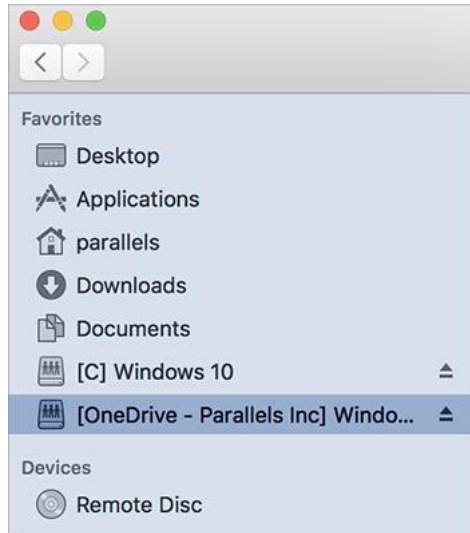 Favorites
Desktop
Applications
parallels
Downloads
Documents
[C] Windows 10
[OneDrive - Parallels Inc] Windo...
Devices
Remote Disc